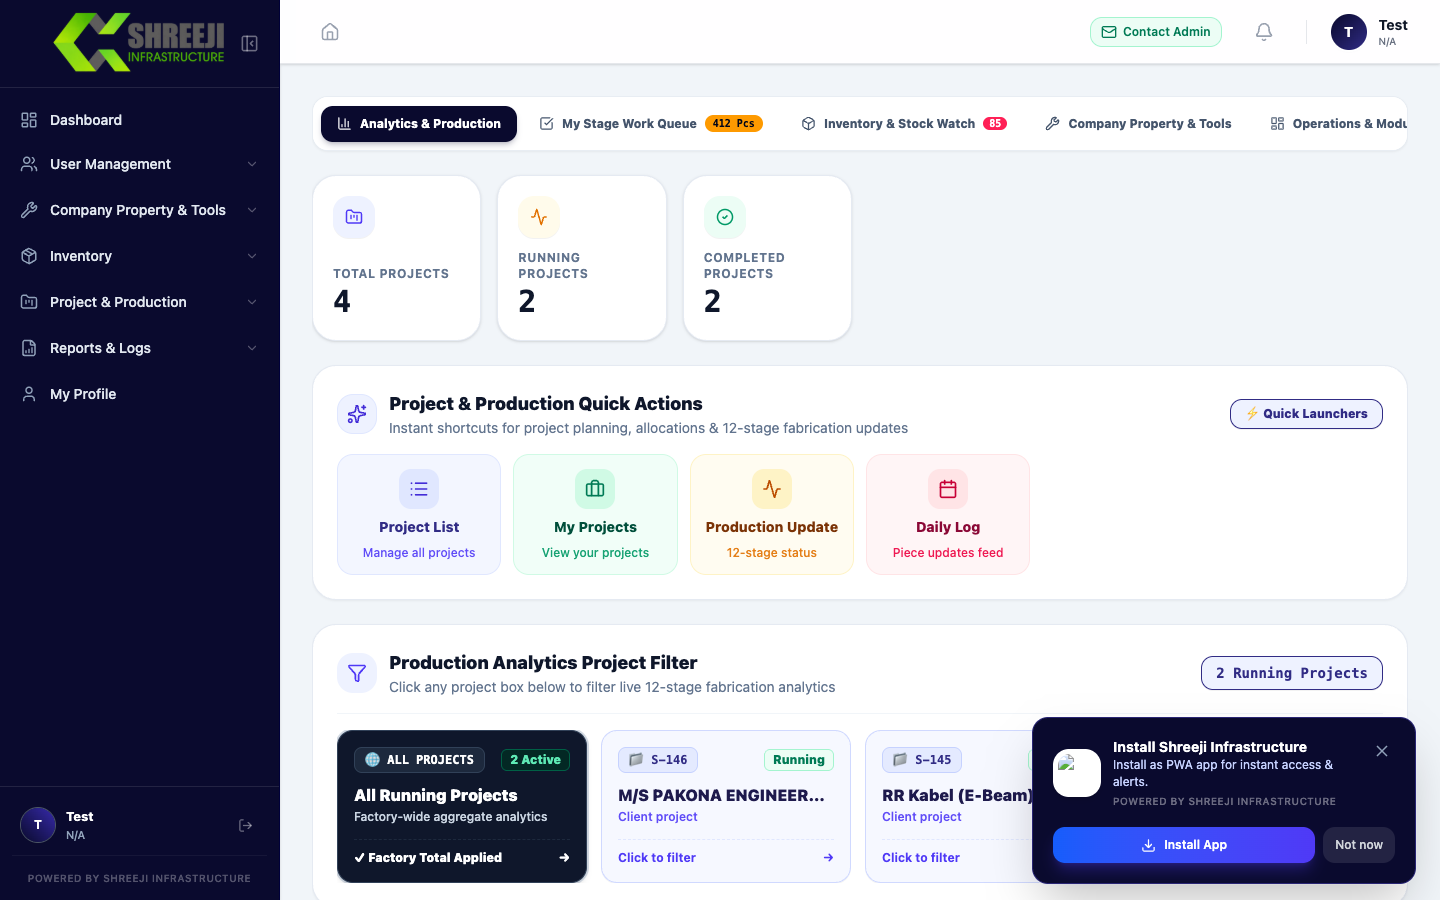 SHREEJI
INFRASTRUCTURE
Dashboard
User Management
Company Property & Tools
Inventory
Project & Production
Reports & Logs
My Profile
T
Test
N/A
POWERED BY SHREEJI INFRASTRUCTURE
Contact Admin
T
Test
N/A
Analytics & Production
My Stage Work Queue 412 Pcs
Inventory & Stock Watch 85
Company Property & Tools
Operations & Modu
TOTAL PROJECTS
4
RUNNING
PROJECTS
2
COMPLETED
PROJECTS
2
Project & Production Quick Actions
Instant shortcuts for project planning, allocations & 12-stage fabrication updates
⚡ Quick Launchers
Project List
Manage all projects
My Projects
View your projects
Production Update
12-stage status
Daily Log
Piece updates feed
Production Analytics Project Filter
Click any project box below to filter live 12-stage fabrication analytics
2 Running Projects
ALL PROJECTS
2 Active
All Running Projects
Factory-wide aggregate analytics
✓ Factory Total Applied →
S-146
Running
M/S PAKONA ENGINEER...
Client project
Click to filter →
S-145
RR Kabel (E-Beam)
Client project
Click to filter
Install Shreeji Infrastructure
Install as PWA app for instant access &
alerts.
POWERED BY SHREEJI INFRASTRUCTURE
Install App
Not now